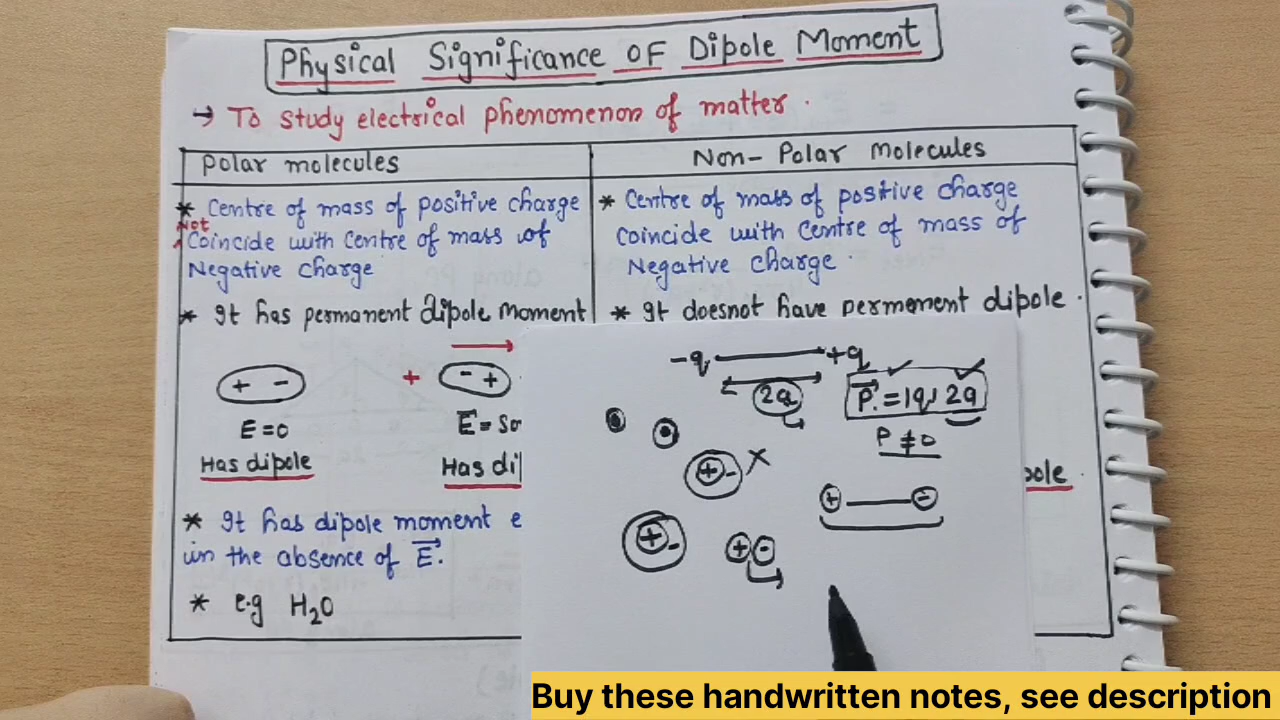 Physical Significance OF Dipole Moment
→ To study electrical phenomenon of matter.
Polar molecules
* Centre of mass of positive charge
Not
Coincide with Centre of mass of
Negative charge
* It has permanent dipole moment
+ -
E=0
Has dipole
+
- +
E=
Has di
* It has dipole moment e
in the absence of E⃗.
* e.g H₂O
Non-Polar Molecules
* Centre of mass of positive charge
coincide with centre of mass of
Negative charge.
* It doesnot have permement dipole.
pole.
-q +q
2a
P⃗ = |q| 2a
P ≠ 0
+ - ×
+ -
+ -
+ -
Buy these handwritten notes, see description